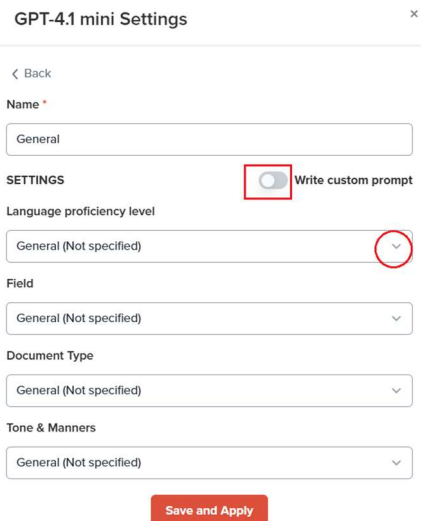 GPT-4.1 mini Settings
Back
Name *
General
SETTINGS
Write custom prompt
Language proficiency level
General (Not specified)
Field
General (Not specified)
Document Type
General (Not specified)
Tone & Manners
General (Not specified)
Save and Apply